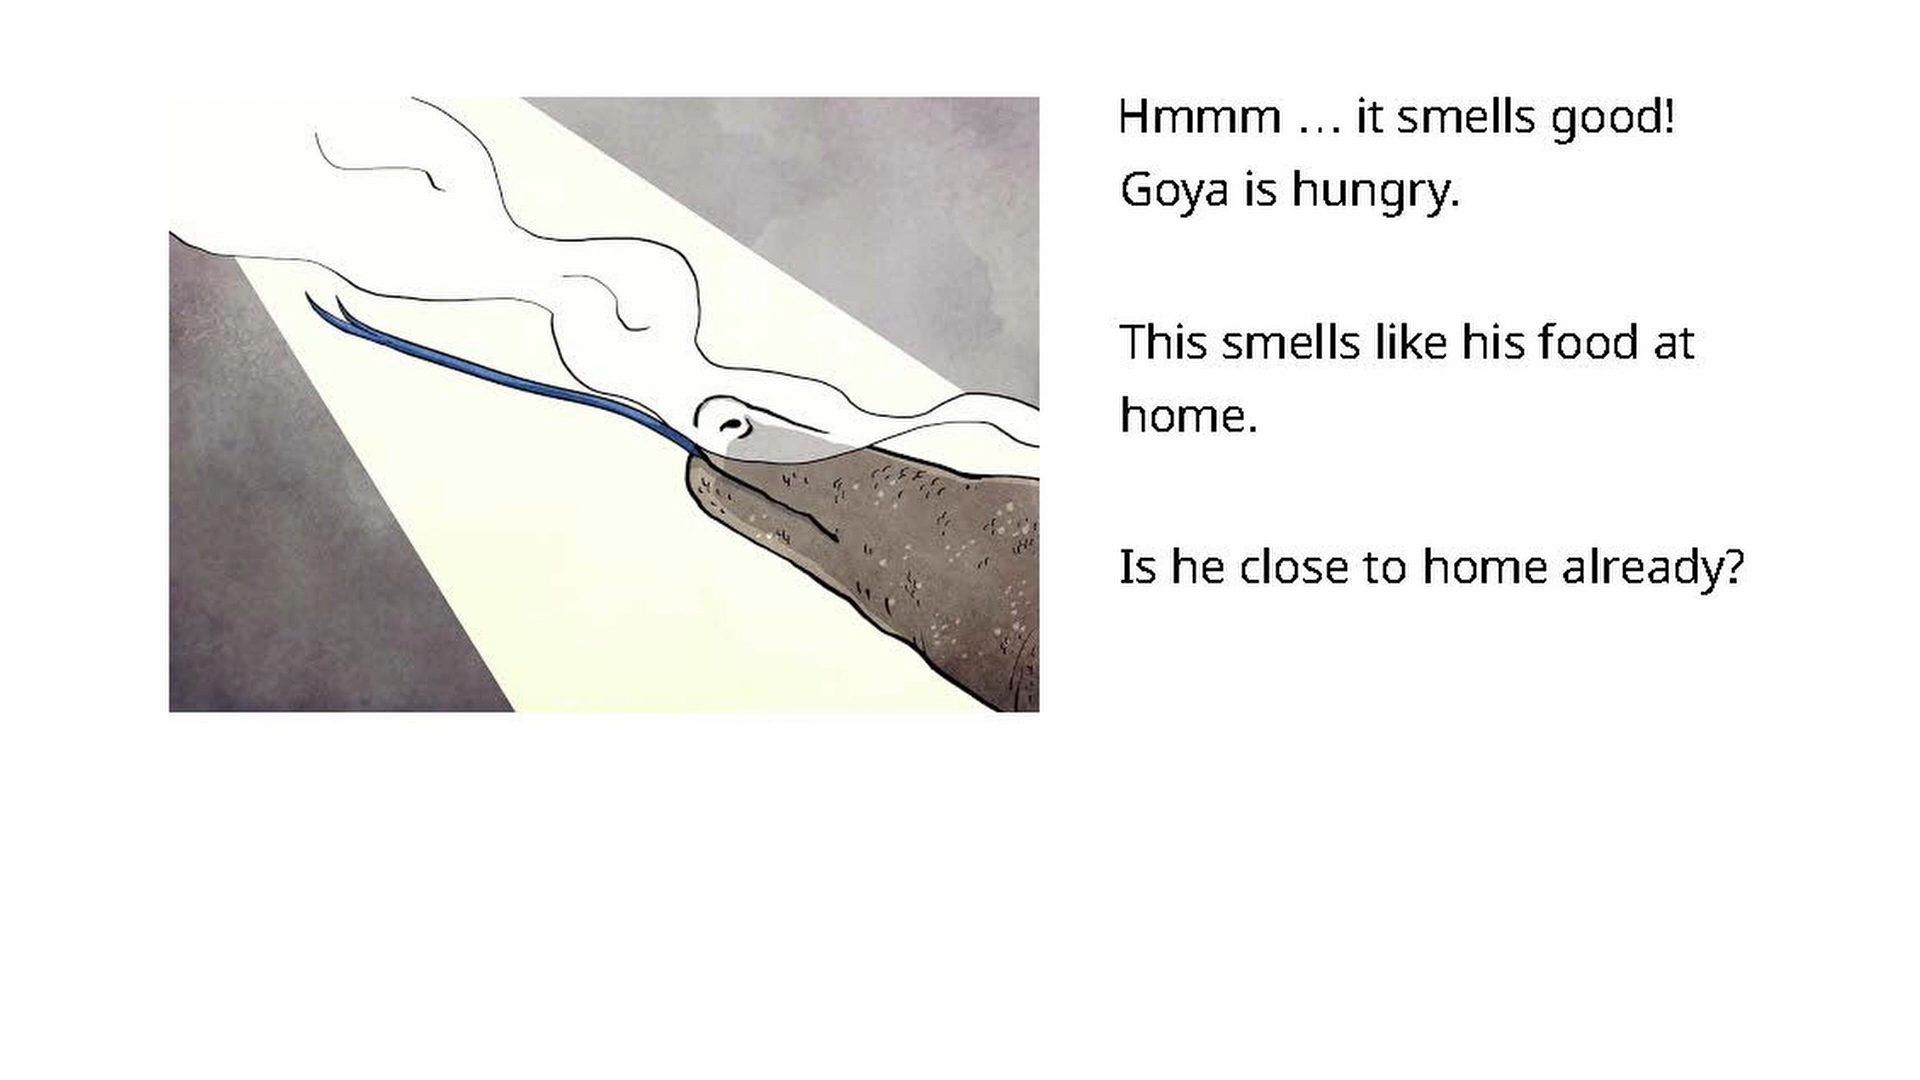 Hmmm ... it smells good!
Goya is hungry.
This smells like his food at
home.
Is he close to home already?